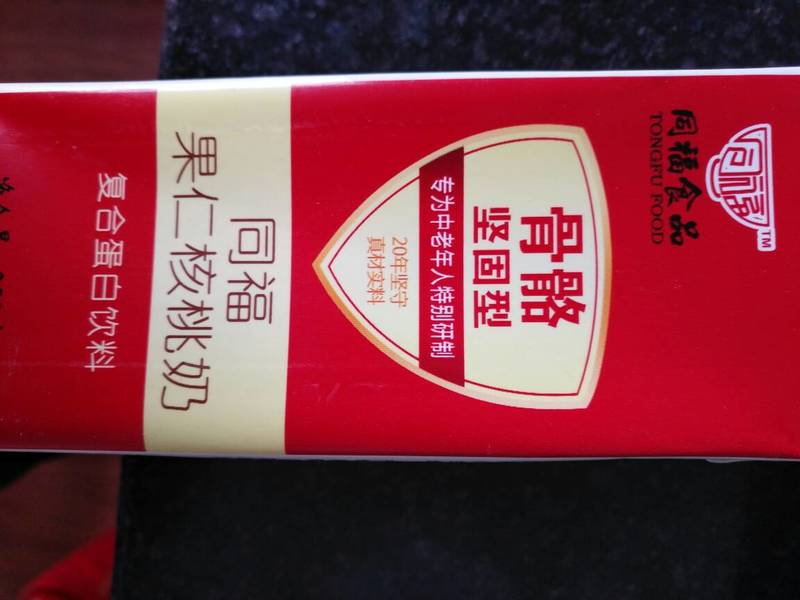 同福
TM
同福食品
TONGFU FOOD
骨骼
坚固型
专为中老年人特别研制
20年坚守
真材实料
同福
果仁核桃奶
复合蛋白饮料